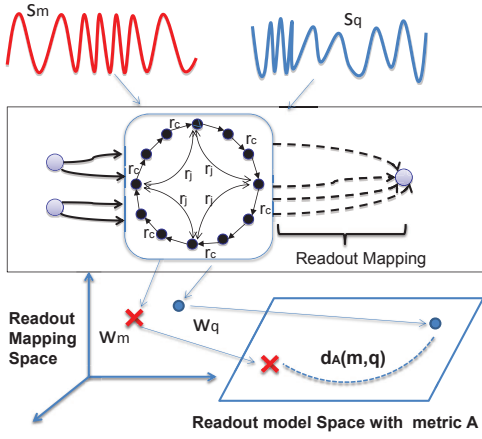 Sm
Sq
rc
rc
rc
rc
rj
rj
rj
rj
rc
rc
rc
rc
Readout Mapping
Readout
Mapping
Space
Wm
Wq
dA(m,q)
Readout model Space with metric A